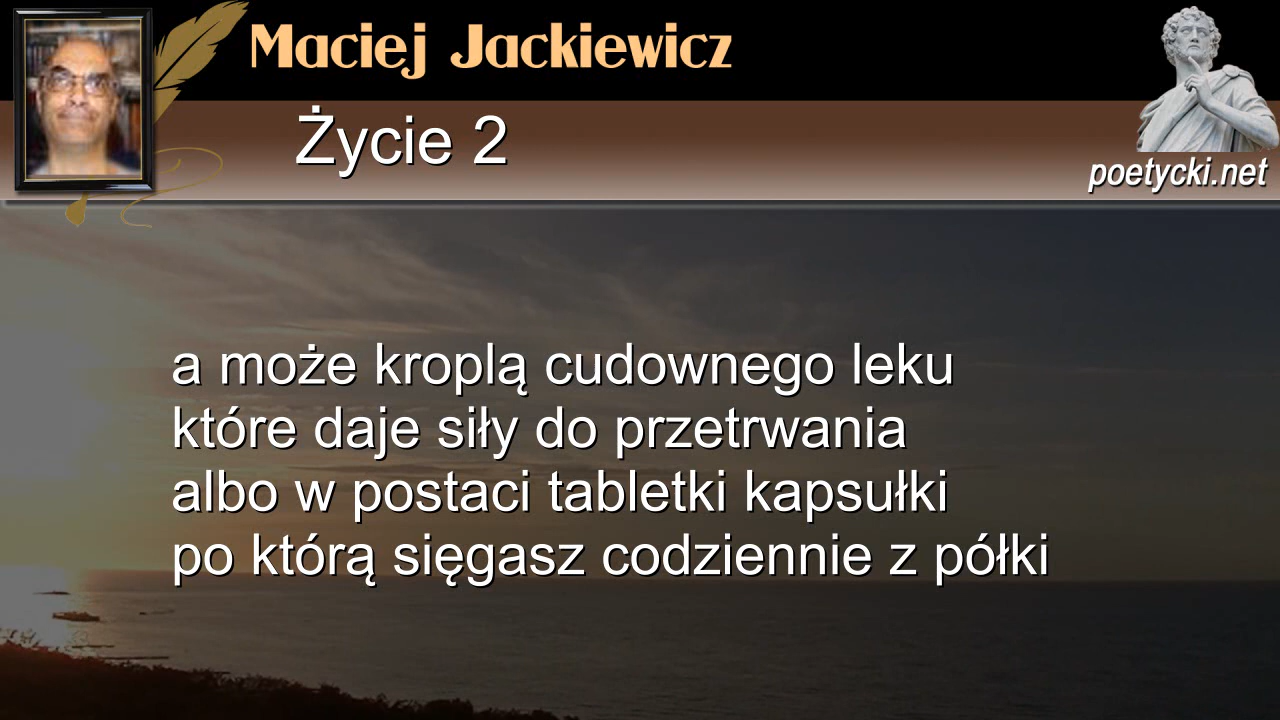 Maciej Jackiewicz
Życie 2
poetycki.net
a może kroplą cudownego leku
które daje siły do przetrwania
albo w postaci tabletki kapsułki
po którą sięgasz codziennie z półki